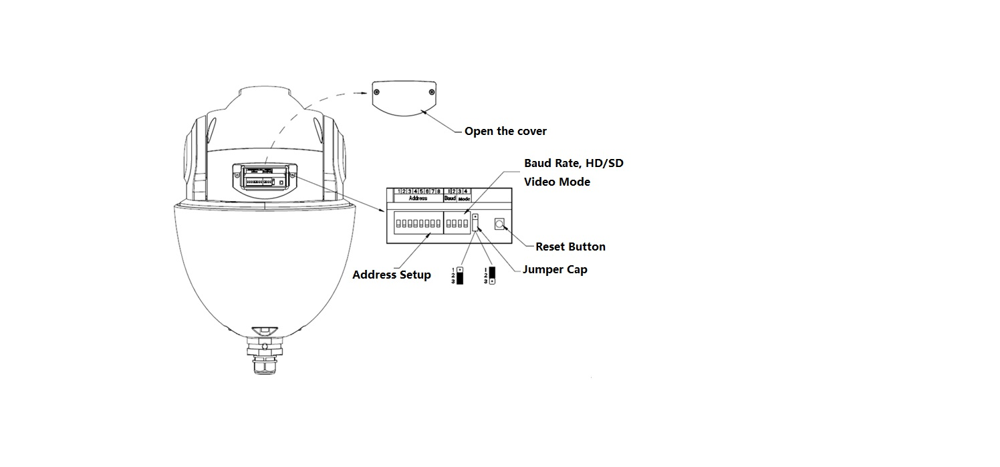 Open the cover
Baud Rate, HD/SD
Video Mode
1 2 3 4 5 6 7 8 1 2 3 4
Address Baud Mode
Reset Button
Jumper Cap
Address Setup
1 1
2 2
3 3